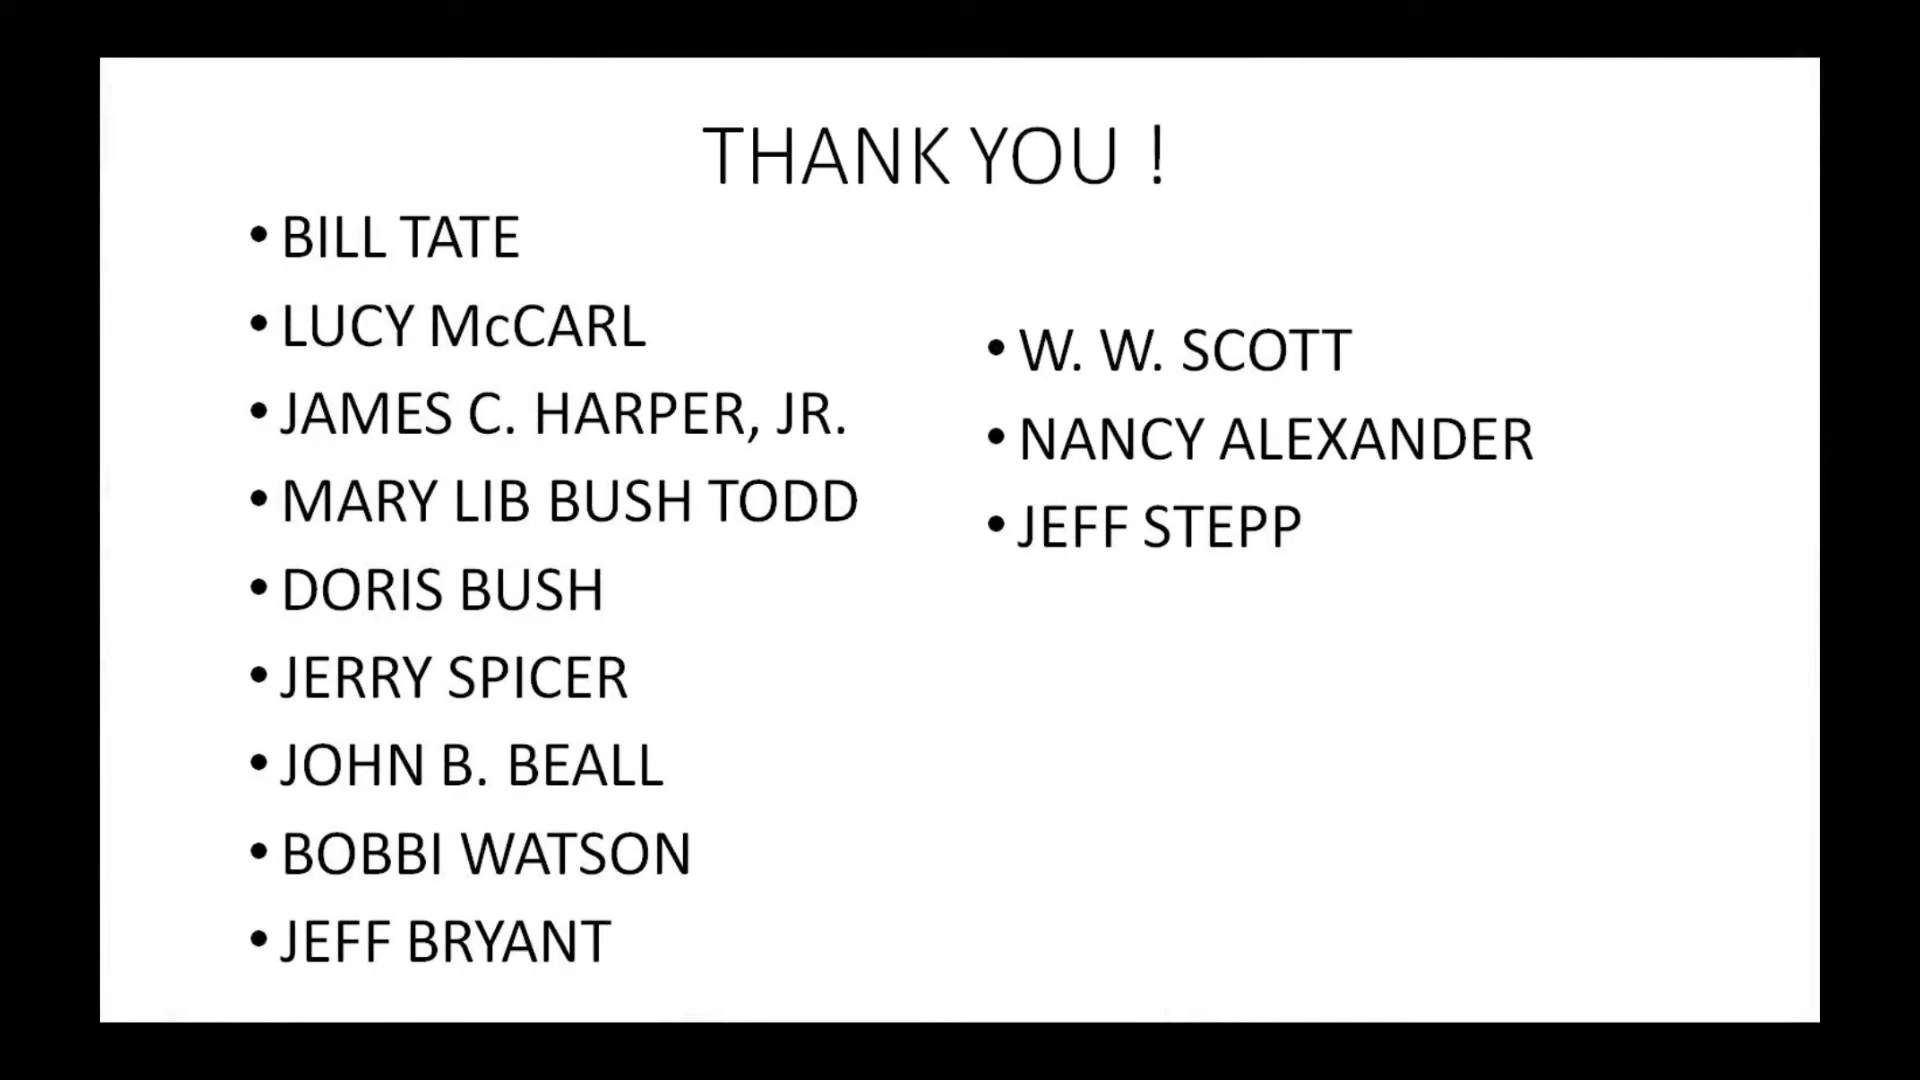 THANK YOU !
• BILL TATE
• LUCY McCARL
• JAMES C. HARPER, JR.
• MARY LIB BUSH TODD
• DORIS BUSH
• JERRY SPICER
• JOHN B. BEALL
• BOBBI WATSON
• JEFF BRYANT
• W. W. SCOTT
• NANCY ALEXANDER
• JEFF STEPP